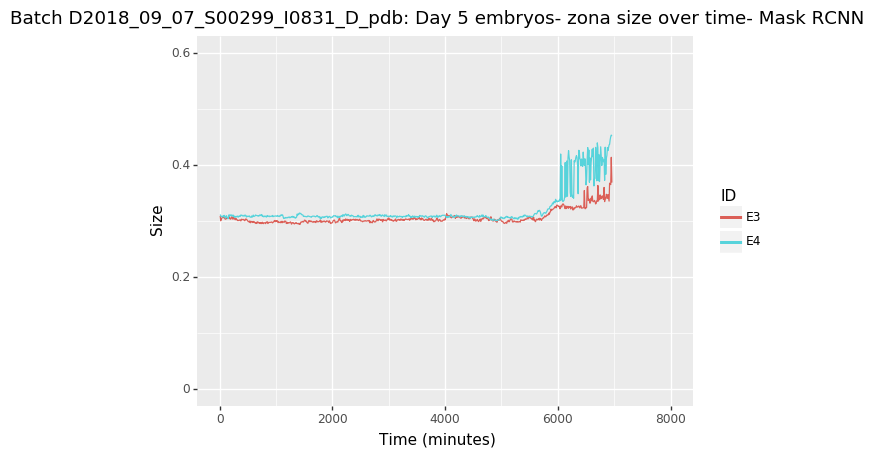 Batch D2018_09_07_S00299_I0831_D_pdb: Day 5 embryos- zona size over time- Mask RCNN
0.6
0.4
0.2
0
Size
0 2000 4000 6000 8000
Time (minutes)
ID
E3
E4